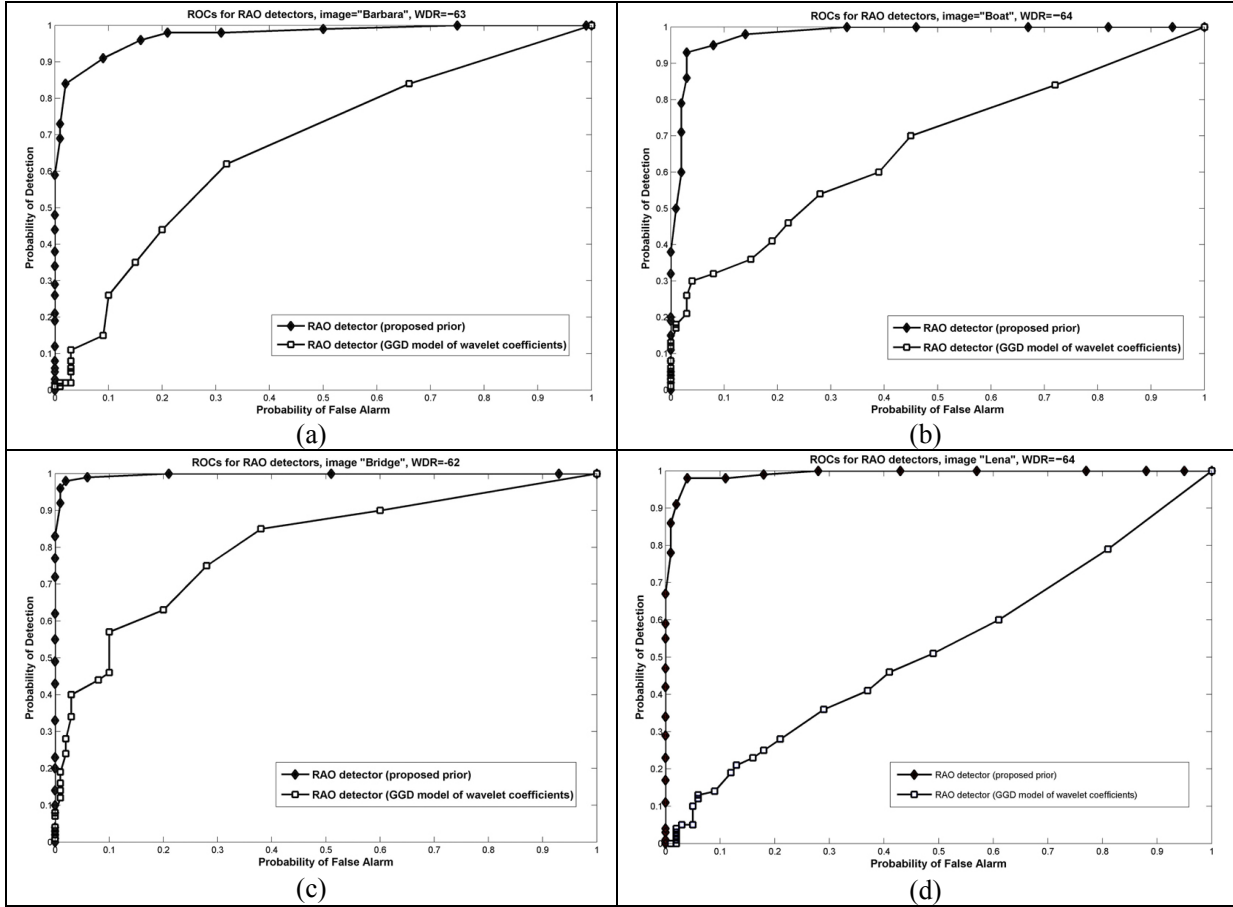 ROCs for RAO detectors, image="Barbara", WDR=−63
1
0.9
0.8
0.7
0.6
0.5
0.4
0.3
0.2
0.1
0
Probability of Detection
RAO detector (proposed prior)
RAO detector (GGD model of wavelet coefficients)
0 0.1 0.2 0.3 0.4 0.5 0.6 0.7 0.8 0.9 1
Probability of False Alarm
(a)
ROCs for RAO detectors, image="Boat", WDR=−64
1
0.9
0.8
0.7
0.6
0.5
0.4
0.3
0.2
0.1
0
Probability of Detection
RAO detector (proposed prior)
RAO detector (GGD model of wavelet coefficients)
0 0.1 0.2 0.3 0.4 0.5 0.6 0.7 0.8 0.9 1
Probability of False Alarm
(b)
ROCs for RAO detectors, image "Bridge", WDR=-62
1
0.9
0.8
0.7
0.6
0.5
0.4
0.3
0.2
0.1
0
Probability of Detection
RAO detector (proposed prior)
RAO detector (GGD model of wavelet coefficients)
0 0.1 0.2 0.3 0.4 0.5 0.6 0.7 0.8 0.9 1
Probability of False Alarm
(c)
ROCs for RAO detectors, image "Lena", WDR=−64
1
0.9
0.8
0.7
0.6
0.5
0.4
0.3
0.2
0.1
0
Probability of Detection
RAO detector (proposed prior)
RAO detector (GGD model of wavelet coefficients)
0 0.1 0.2 0.3 0.4 0.5 0.6 0.7 0.8 0.9 1
Probability of False Alarm
(d)